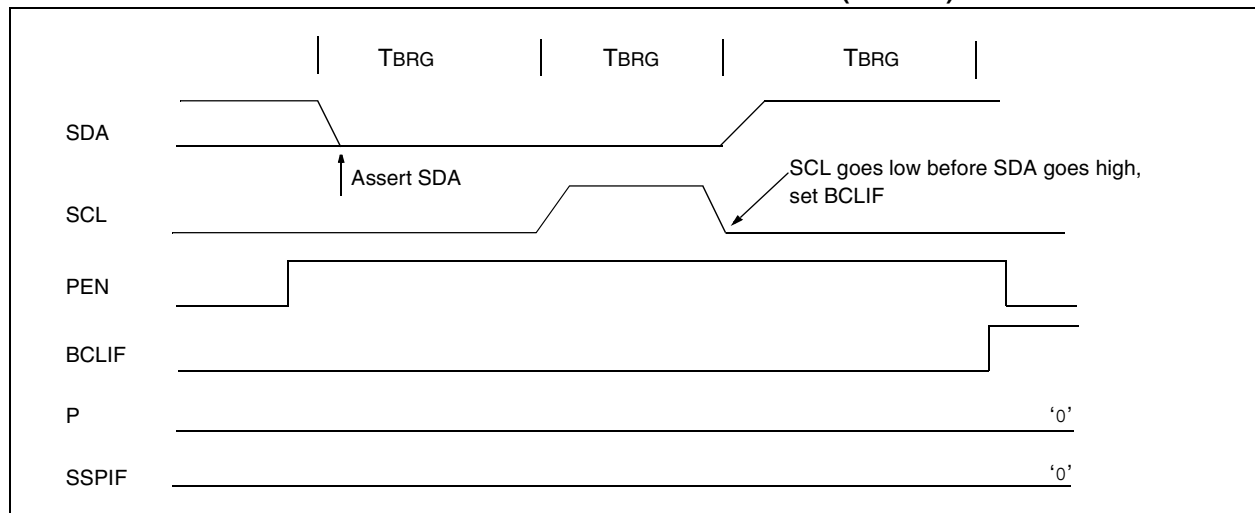 TBRG TBRG TBRG
SDA
Assert SDA
SCL goes low before SDA goes high,
set BCLIF
SCL
PEN
BCLIF
P
‘0’
SSPIF
‘0’